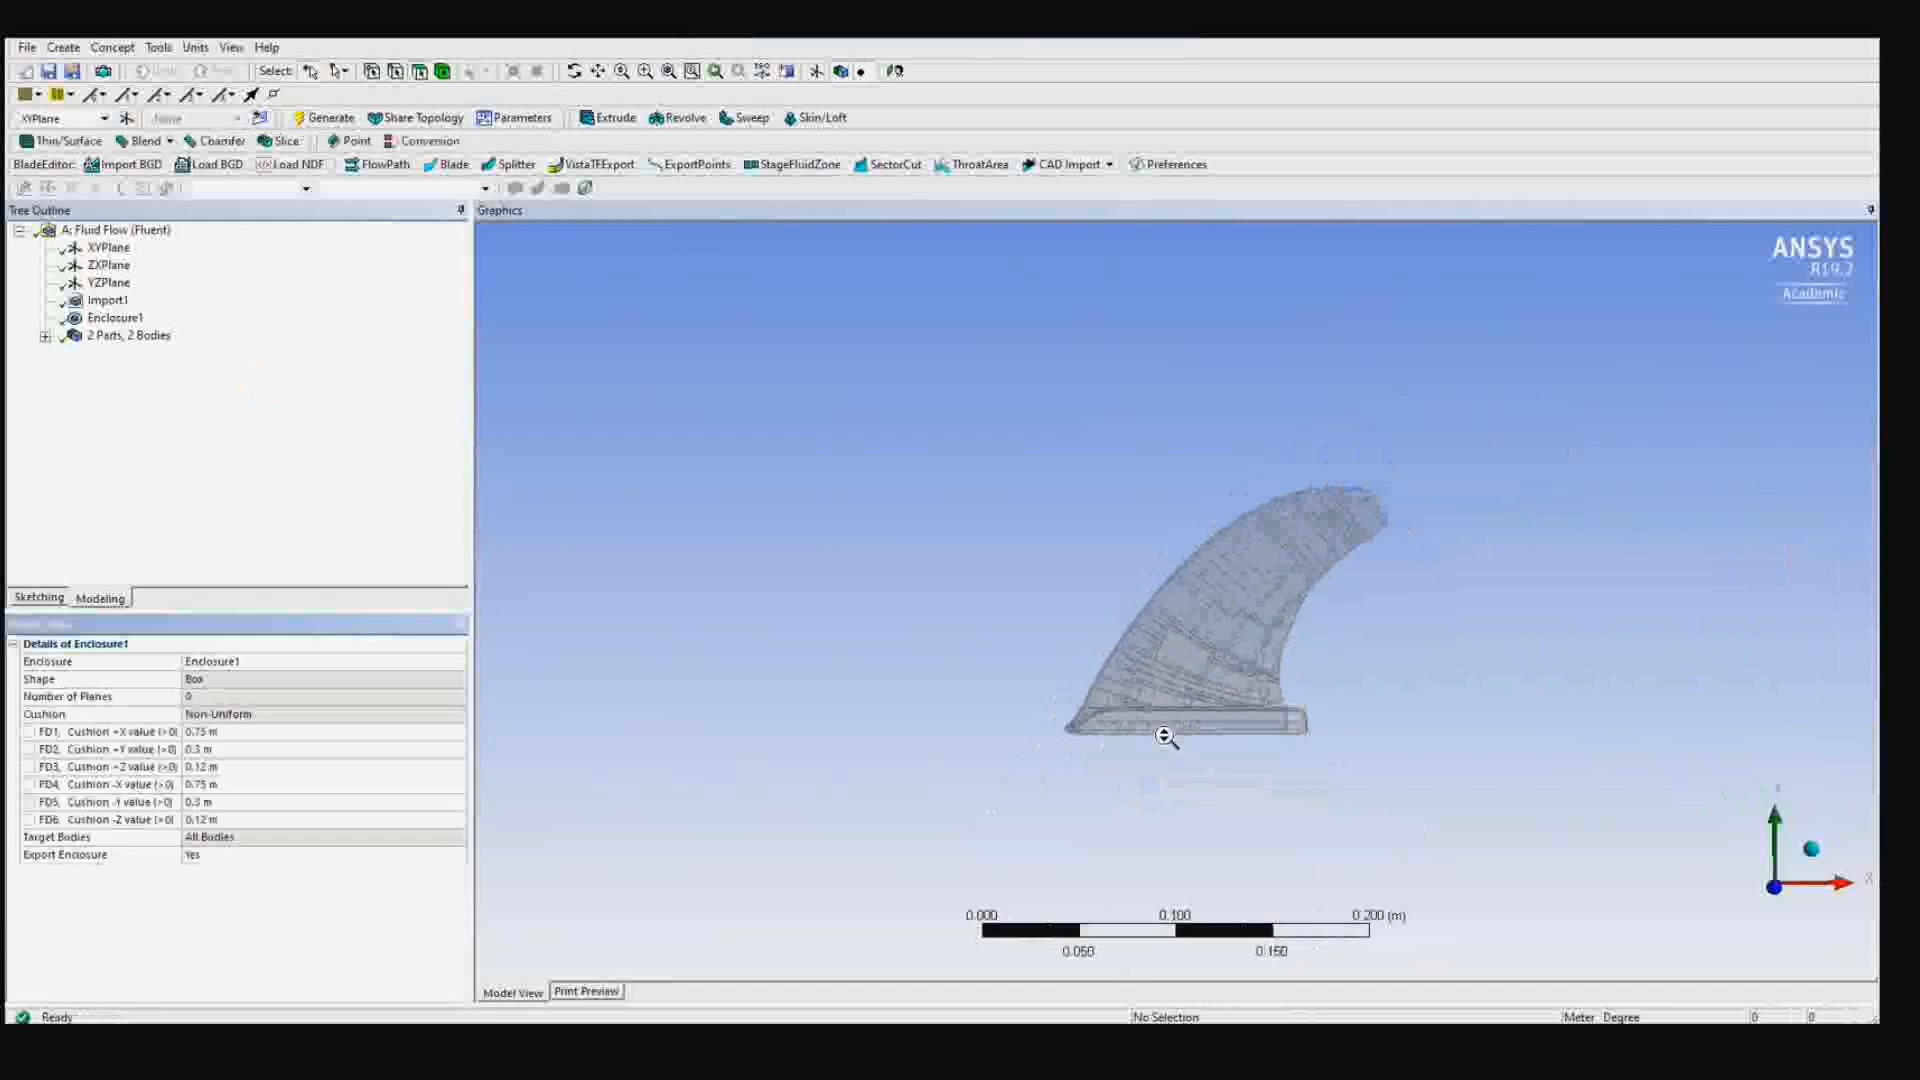 File Create Concept Tools Units View Help
Select:
XYPlane None Generate Share Topology Parameters Extrude Revolve Sweep Skin/Loft
Thin/Surface Blend Chamfer Slice Point Conversion
BladeEditor: Import BGD Load BGD Load NDF FlowPath Blade Splitter VistaTFExport ExportPoints StageFluidZone SectorCut ThroatArea CAD Import Preferences
Tree Outline
Graphics
A: Fluid Flow (Fluent)
XYPlane
ZXPlane
YZPlane
Import1
Enclosure1
2 Parts, 2 Bodies
ANSYS
R19.2
Academic
Sketching Modeling
Details of Enclosure1
Enclosure Enclosure1
Shape Box
Number of Planes 0
Cushion Non-Uniform
FD1, Cushion +X value (>0) 0.75 m
FD2, Cushion +Y value (>0) 0.3 m
FD3, Cushion +Z value (>0) 0.12 m
FD4, Cushion -X value (>0) 0.75 m
FD5, Cushion -Y value (>0) 0.3 m
FD6, Cushion -Z value (>0) 0.12 m
Target Bodies All Bodies
Export Enclosure Yes
X
0.000 0.100 0.200 (m)
0.050 0.150
Model View Print Preview
Ready No Selection Meter Degree 0 0